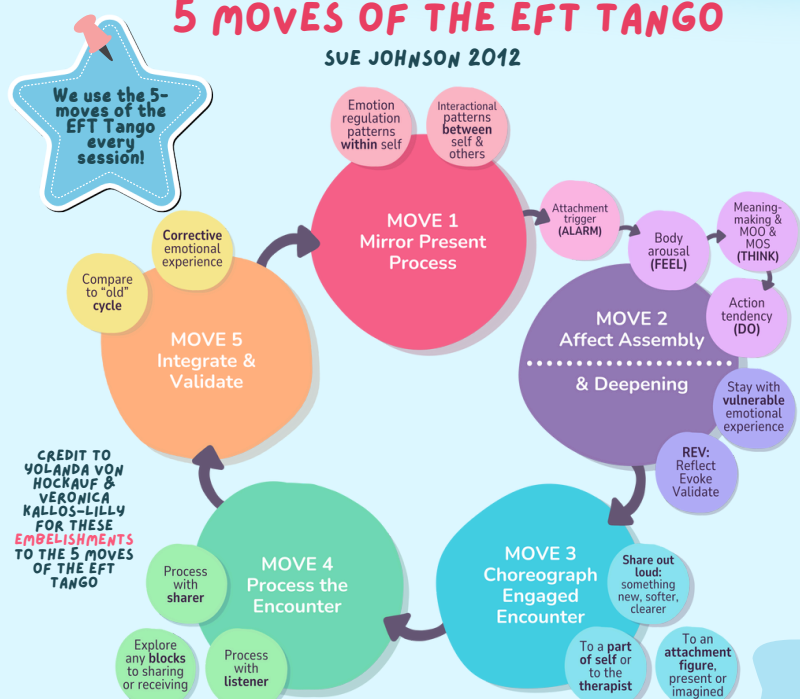 5 MOVES OF THE EFT TANGO
SUE JOHNSON 2012
We use the 5-
moves of the
EFT Tango
every
session!
Emotion
regulation
patterns
within self
Interactional
patterns
between
self &
others
MOVE 1
Mirror Present
Process
Attachment
trigger
(ALARM)
Body
arousal
(FEEL)
Meaning-
making &
MOO &
MOS
(THINK)
Action
tendency
(DO)
MOVE 2
Affect Assembly
& Deepening
Stay with
vulnerable
emotional
experience
REV:
Reflect
Evoke
Validate
MOVE 3
Choreograph
Engaged
Encounter
Share out
loud:
something
new, softer,
clearer
To a part
of self or
to the
therapist
To an
attachment
figure,
present or
imagined
MOVE 4
Process the
Encounter
Process
with
sharer
Explore
any blocks
to sharing
or receiving
Process
with
listener
MOVE 5
Integrate &
Validate
Compare
to "old"
cycle
Corrective
emotional
experience
CREDIT TO
YOLANDA VON
HOCKAUF &
VERONICA
KALLOS-LILLY
FOR THESE
EMBELISHMENTS
TO THE 5 MOVES
OF THE EFT
TANGO